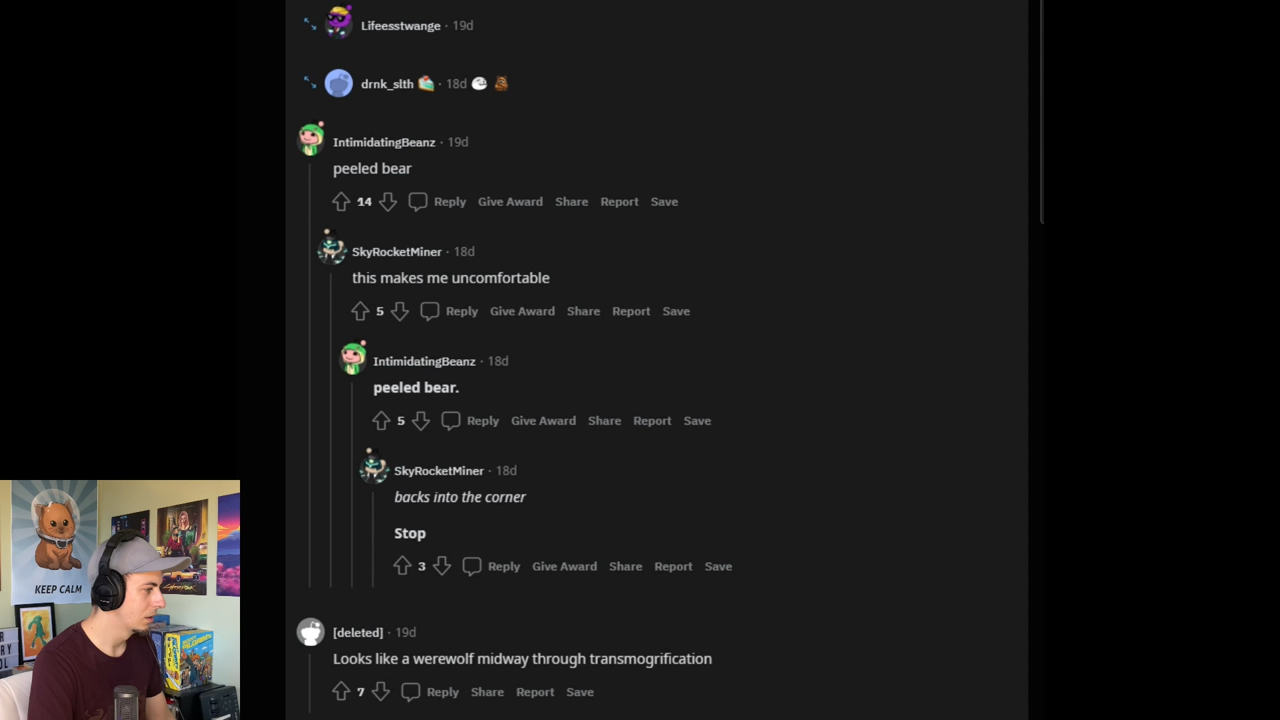 Lifeesstwange · 19d
drnk_slth · 18d
IntimidatingBeanz · 19d
peeled bear
14 Reply Give Award Share Report Save
SkyRocketMiner · 18d
this makes me uncomfortable
5 Reply Give Award Share Report Save
IntimidatingBeanz · 18d
peeled bear.
5 Reply Give Award Share Report Save
SkyRocketMiner · 18d
backs into the corner
Stop
3 Reply Give Award Share Report Save
KEEP CALM
[deleted] · 19d
Looks like a werewolf midway through transmogrification
7 Reply Share Report Save